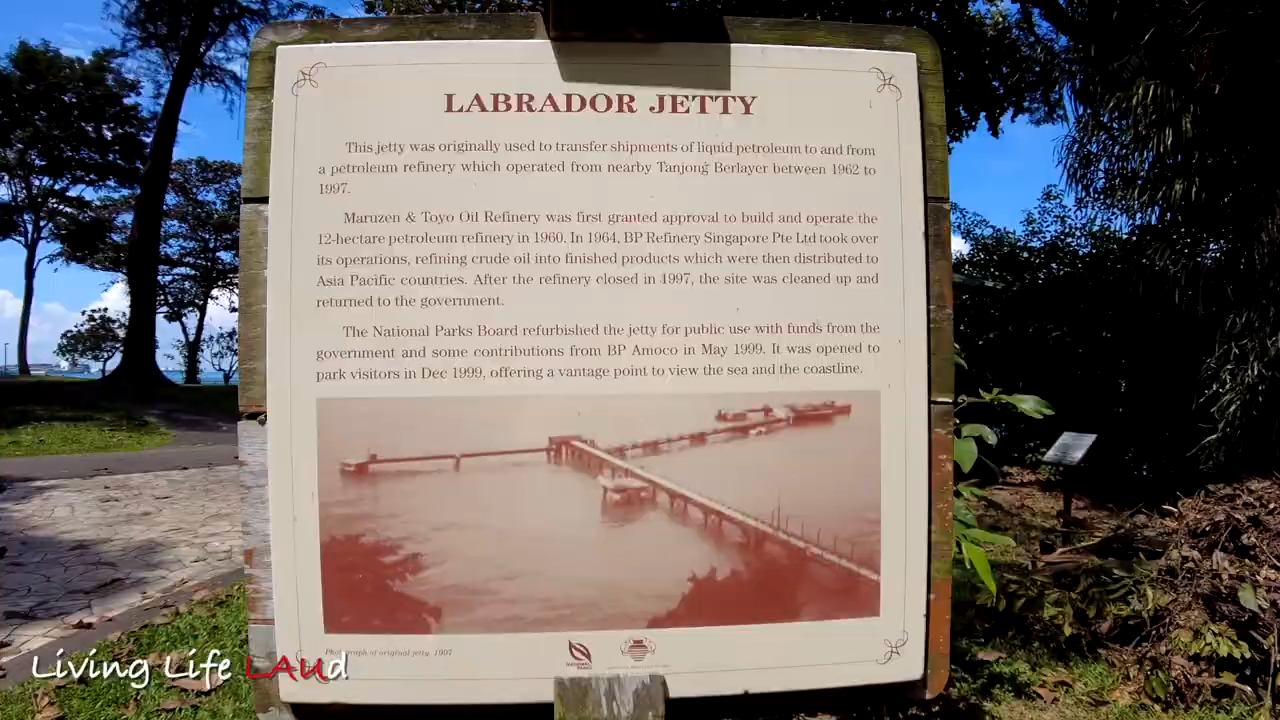 LABRADOR JETTY
This jetty was originally used to transfer shipments of liquid petroleum to and from
a petroleum refinery which operated from nearby Tanjong Berlayer between 1962 to
1997.
Maruzen & Toyo Oil Refinery was first granted approval to build and operate the
12-hectare petroleum refinery in 1960. In 1964, BP Refinery Singapore Pte Ltd took over
its operations, refining crude oil into finished products which were then distributed to
Asia Pacific countries. After the refinery closed in 1997, the site was cleaned up and
returned to the government.
The National Parks Board refurbished the jetty for public use with funds from the
government and some contributions from BP Amoco in May 1999. It was opened to
park visitors in Dec 1999, offering a vantage point to view the sea and the coastline.
Photograph of original jetty, 1997
NATIONAL
PARKS
Living Life LAUd